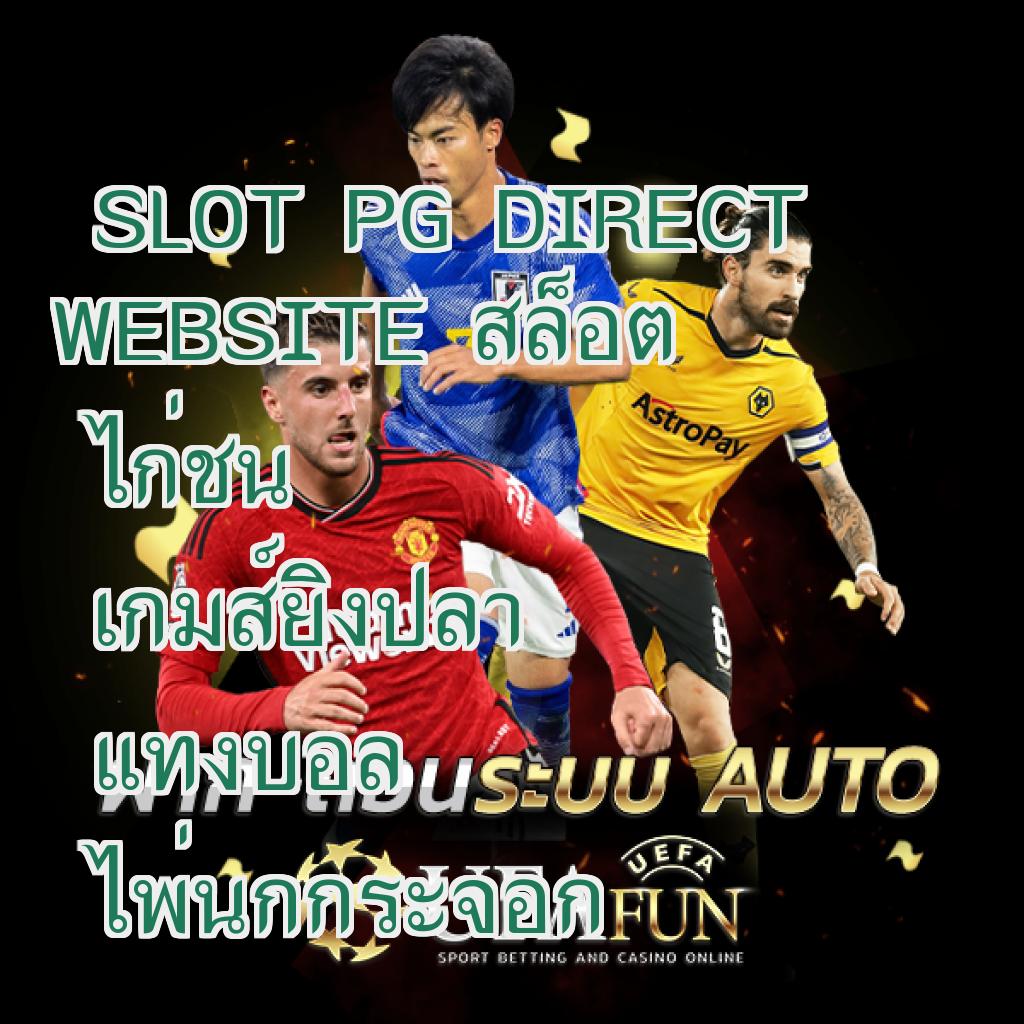 SLOT PG DIRECT
WEBSITE สล็อต
ไก่ชน
AstroPay
เกมส์ยิงปลา
8
แทงบอล
ระบบ AUTO
ไพ่นกกระจอก
UEFA
FUN
SPORT BETTING AND CASINO ONLINE